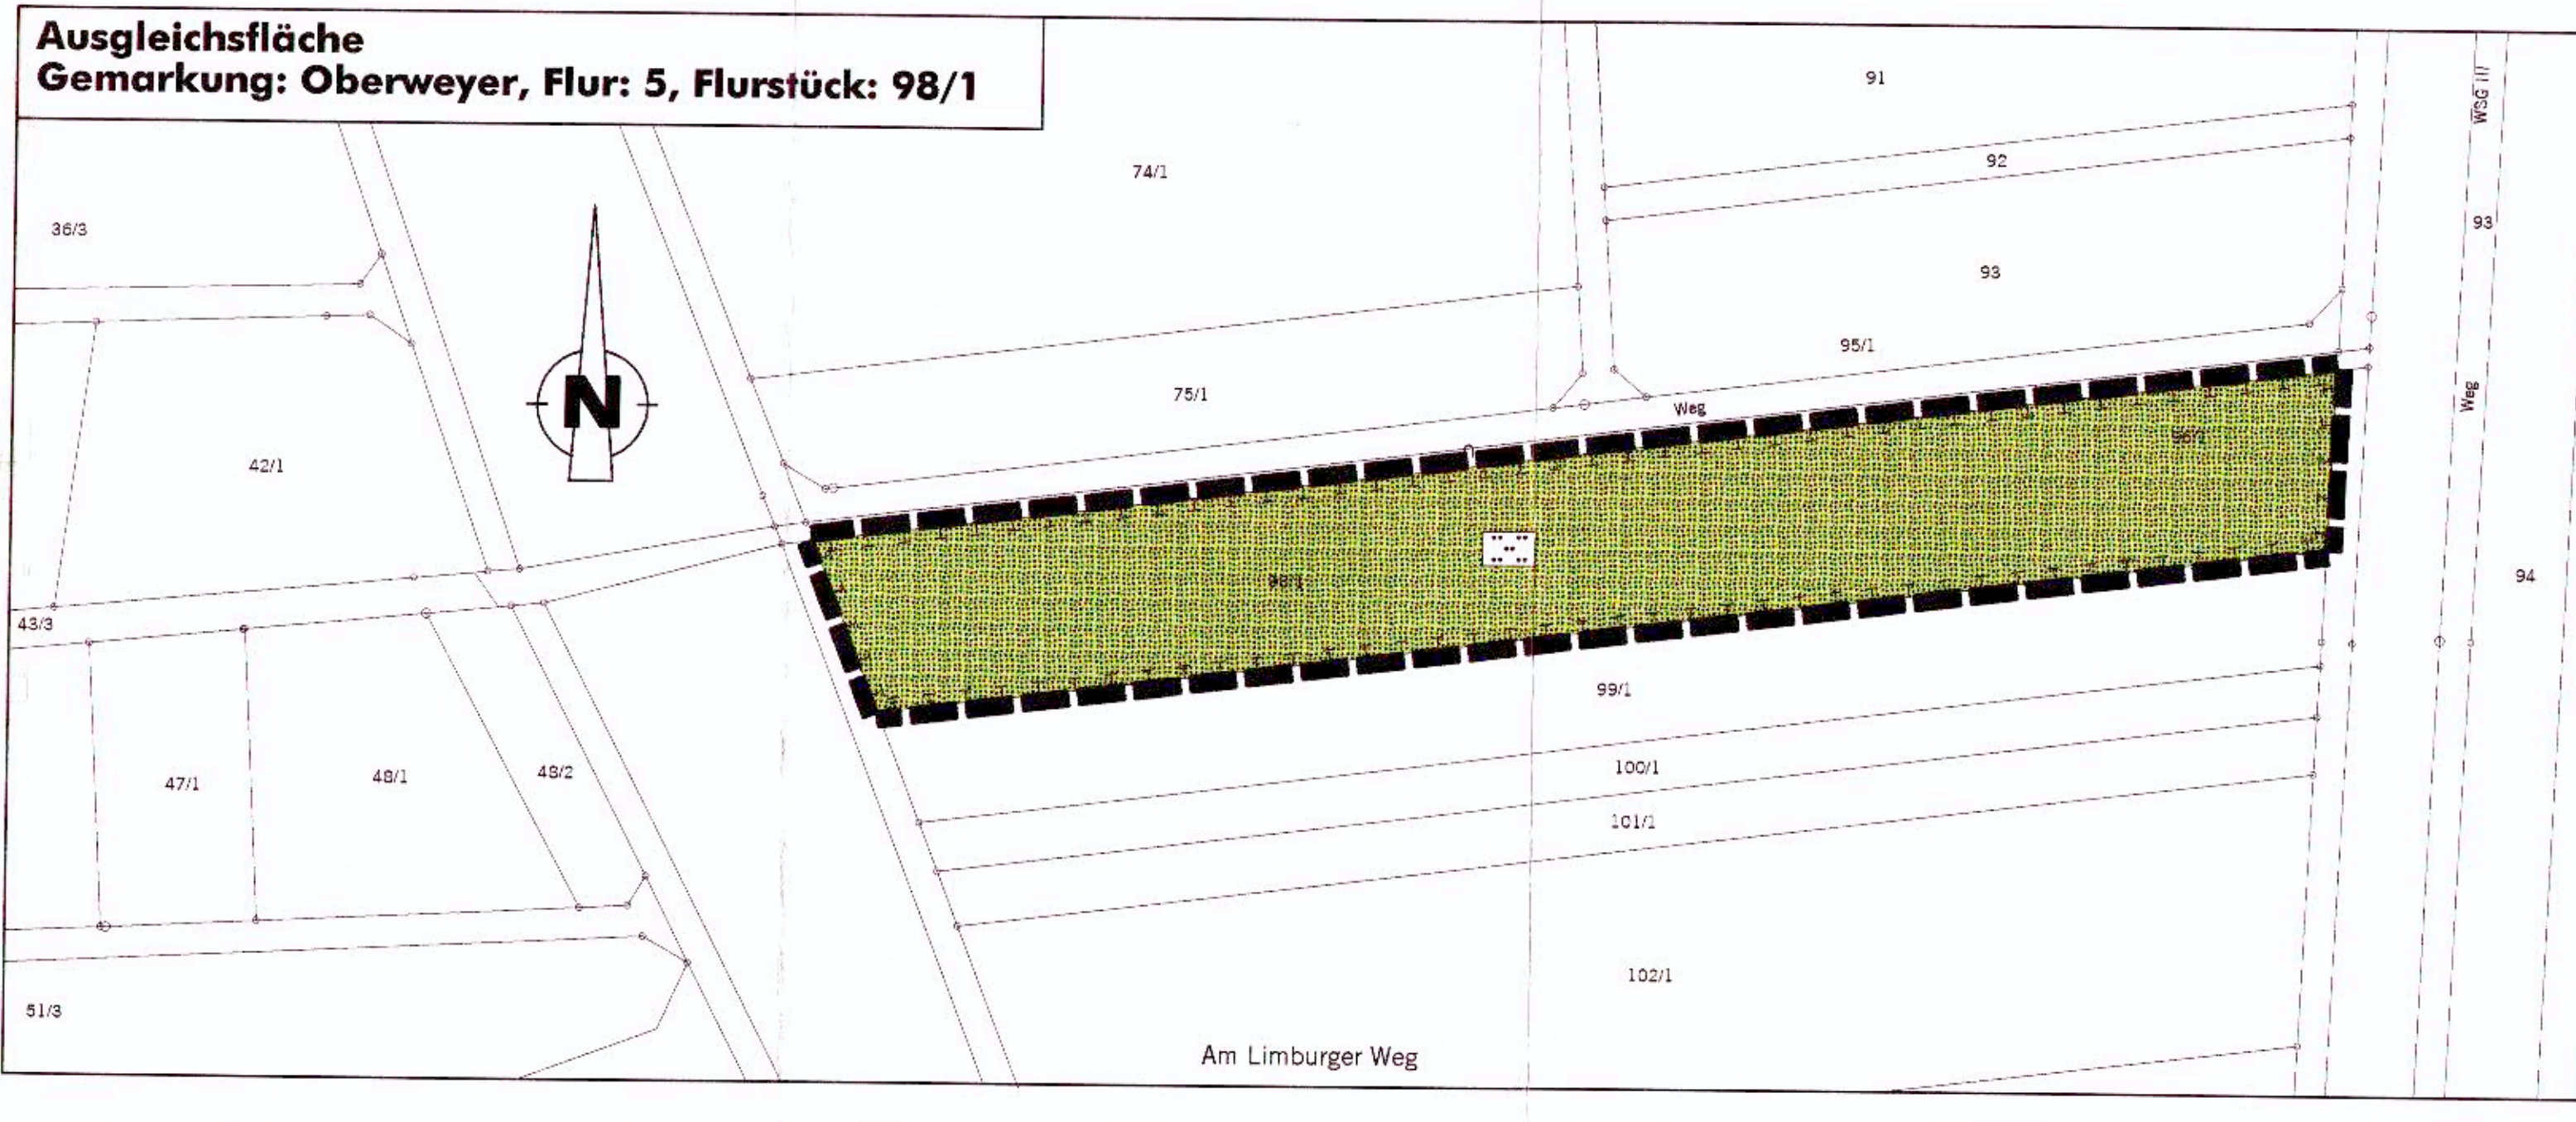 Ausgleichsfläche
Gemarkung: Oberweyer, Flur: 5, Flurstück: 98/1
91
WSG III
92
74/1
36/3
93
93
95/1
75/1
Weg
Weg
N
42/1
98/1
94
43/3
99/1
47/1
48/1
48/2
100/1
101/1
102/1
51/3
Am Limburger Weg